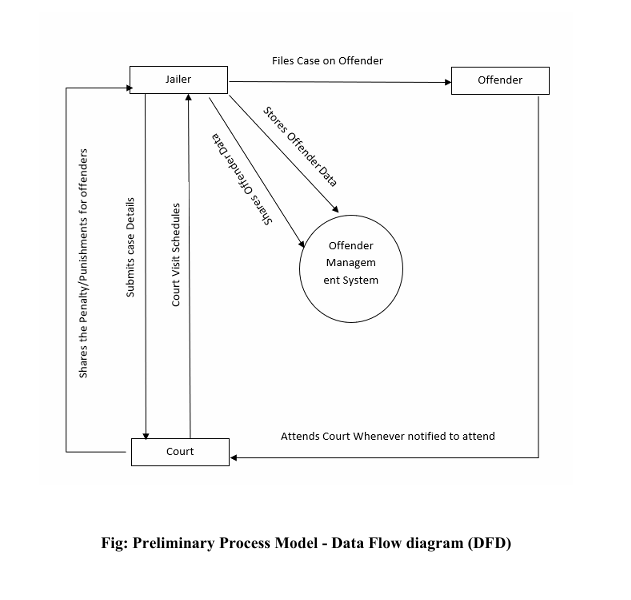 Files Case on Offender
Jailer
Offender
Stores Offender Data
Shares Offender Data
Shares the Penalty/Punishments for offenders
Submits case Details
Court Visit Schedules
Offender
Managem
ent System
Attends Court Whenever notified to attend
Court
Fig: Preliminary Process Model - Data Flow diagram (DFD)